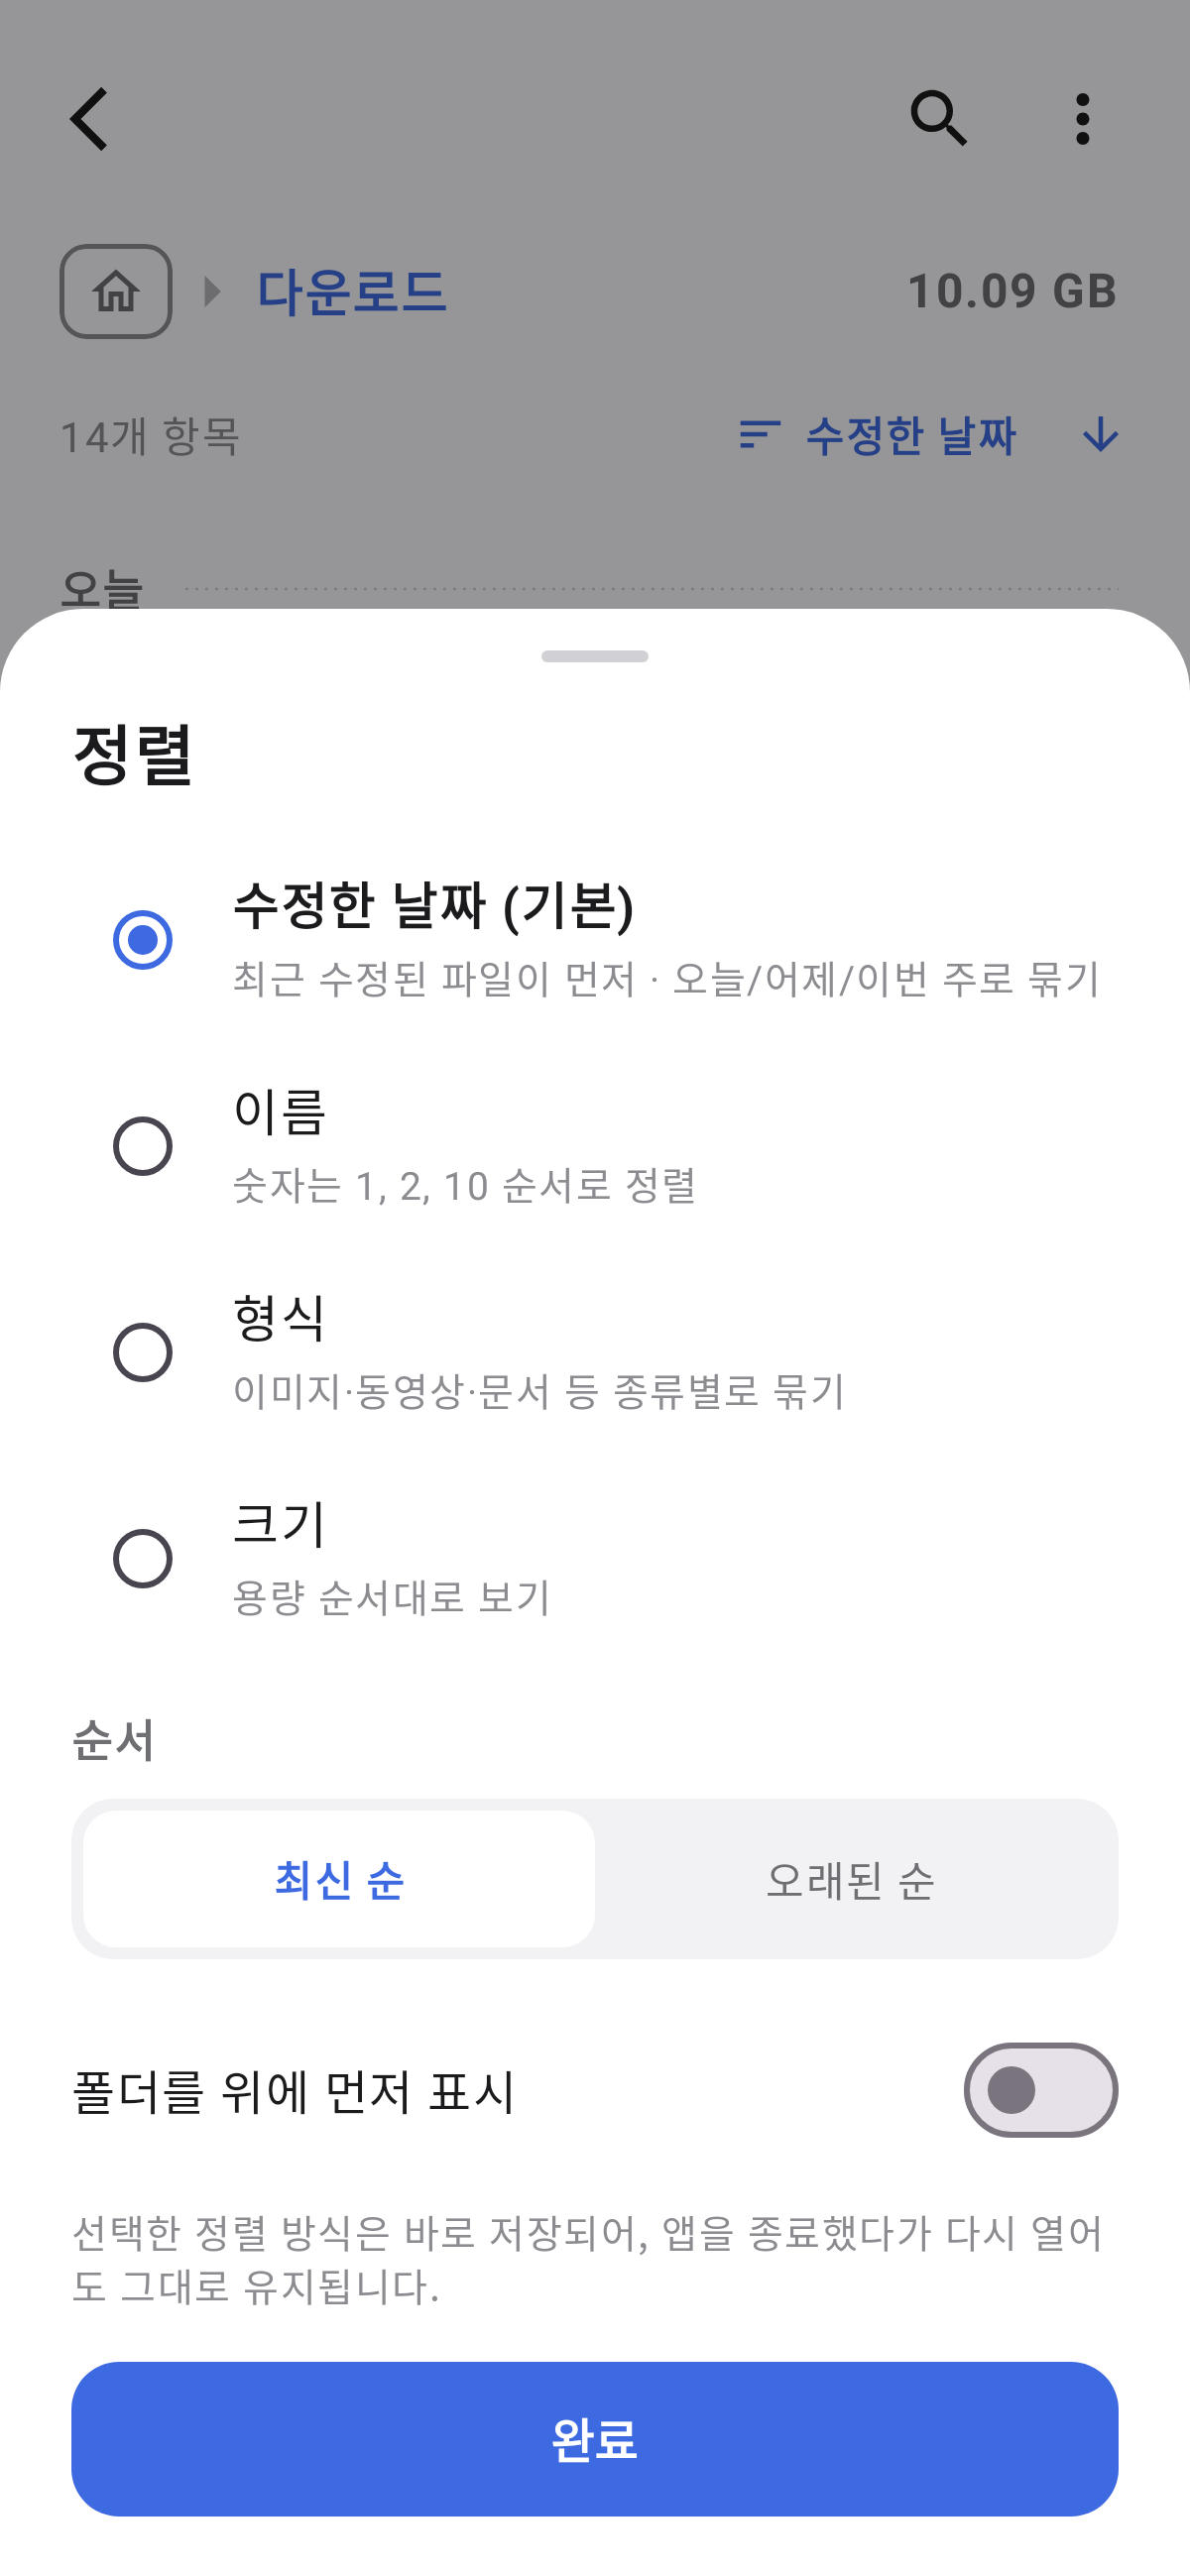 다운로드
10.09 GB
14개 항목
수정한 날짜
오늘
정렬
수정한 날짜 (기본)
최근 수정된 파일이 먼저 · 오늘/어제/이번 주로 묶기
이름
숫자는 1, 2, 10 순서로 정렬
형식
이미지·동영상·문서 등 종류별로 묶기
크기
용량 순서대로 보기
순서
최신 순
오래된 순
폴더를 위에 먼저 표시
선택한 정렬 방식은 바로 저장되어, 앱을 종료했다가 다시 열어
도 그대로 유지됩니다.
완료